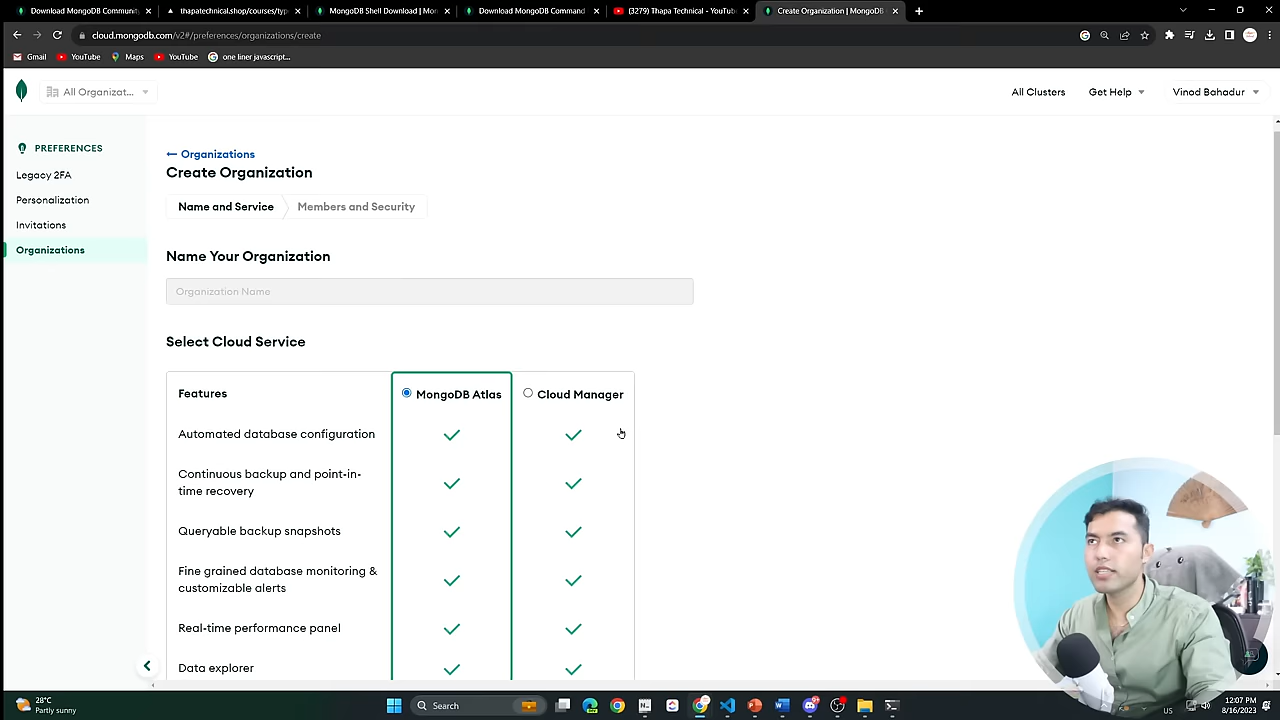 Download MongoDB Communi
thapatechnical.shop/courses/typ
MongoDB Shell Download | Mon
Download MongoDB Command
(3279) Thapa Technical - YouTub
Create Organization | MongoDB
cloud.mongodb.com/v2#/preferences/organizations/create
Gmail
YouTube
Maps
YouTube
one liner javascript...
All Organizat...
All Clusters
Get Help
Vinod Bahadur
PREFERENCES
Legacy 2FA
Personalization
Invitations
Organizations
← Organizations
Create Organization
Name and Service
Members and Security
Name Your Organization
Organization Name
Select Cloud Service
Features
MongoDB Atlas
Cloud Manager
Automated database configuration
Continuous backup and point-in-
time recovery
Queryable backup snapshots
Fine grained database monitoring &
customizable alerts
Real-time performance panel
Data explorer
28°C
Partly sunny
Search
US
12:07 PM
8/16/2023